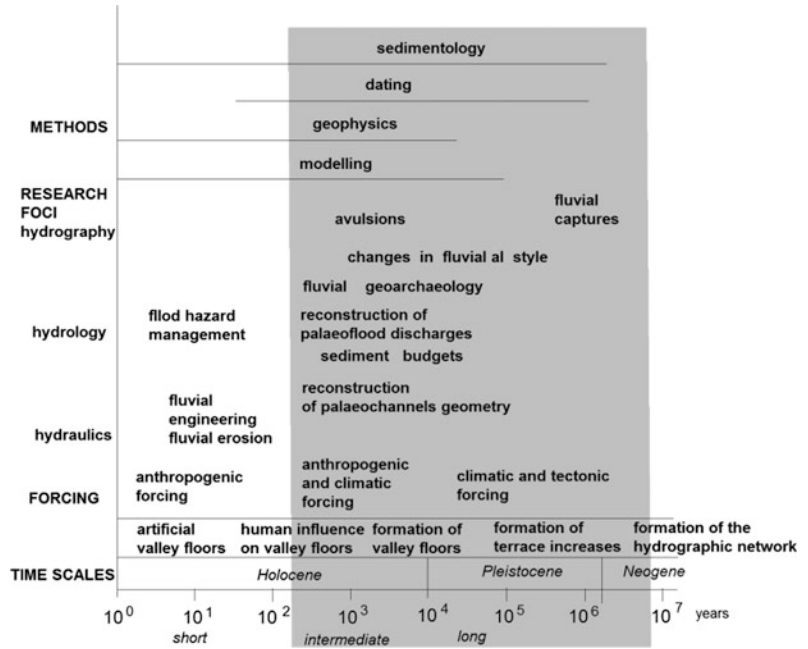 sedimentology
dating
METHODS
geophysics
modelling
RESEARCH
FOCI
hydrography
avulsions
fluvial
captures
changes in fluvial al style
fluvial geoarchaeology
hydrology
fllod hazard
management
reconstruction of
palaeoflood discharges
sediment budgets
hydraulics
fluvial
engineering
fluvial erosion
reconstruction
of palaeochannels geometry
FORCING
anthropogenic
forcing
anthropogenic
and climatic
forcing
climatic and tectonic
forcing
artificial
valley floors
human influence
on valley floors
formation of
valley floors
formation of
terrace increases
formation of the
hydrographic network
TIME SCALES
Holocene
Pleistocene
Neogene
10⁰ 10¹ 10² 10³ 10⁴ 10⁵ 10⁶ 10⁷ years
short intermediate long